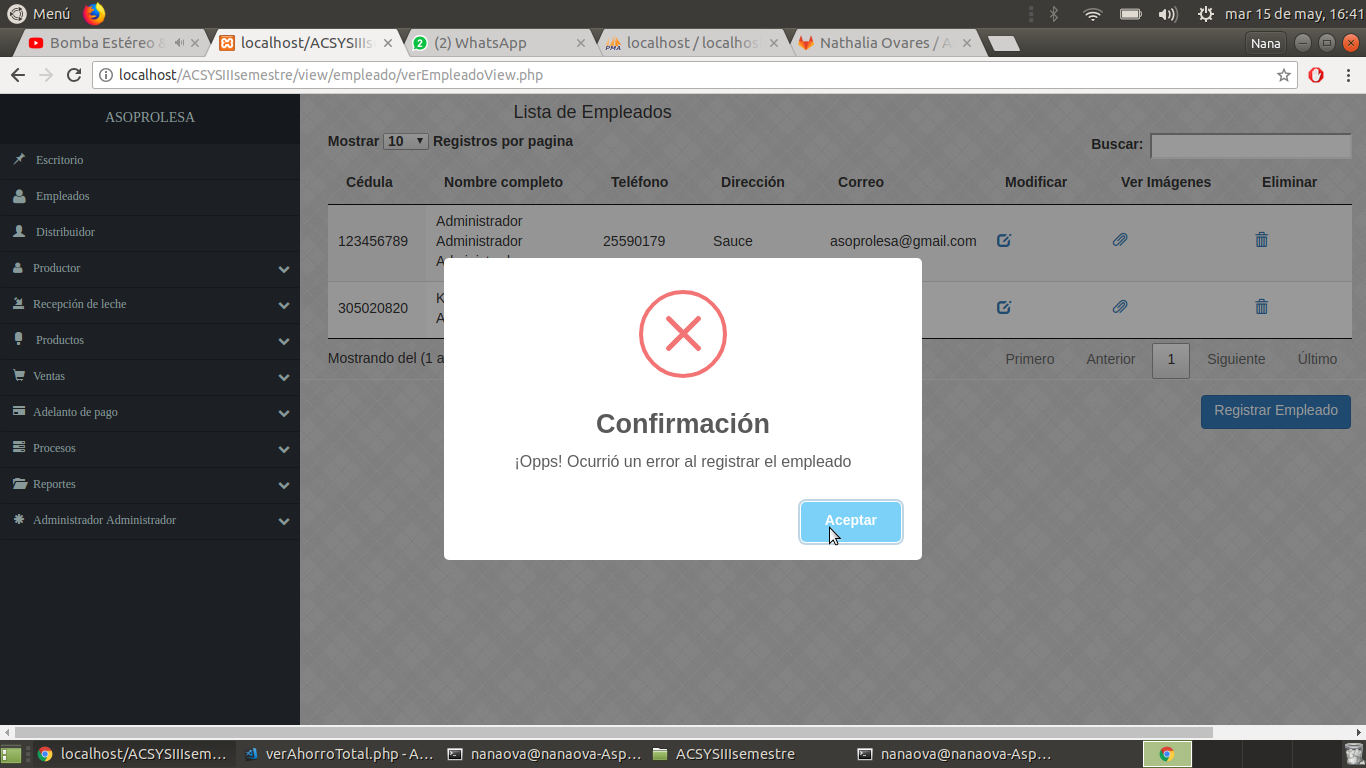 Menú
mar 15 de may, 16:41
Bomba Estéreo
localhost/ACSYSIIIs
(2) WhatsApp
localhost / localhos
Nathalia Ovares / A
Nana
localhost/ACSYSIIIsemestre/view/empleado/verEmpleadoView.php
ASOPROLESA
Escritorio
Empleados
Distribuidor
Productor
Recepción de leche
Productos
Ventas
Adelanto de pago
Procesos
Reportes
Administrador Administrador
Lista de Empleados
Mostrar 10 Registros por pagina
Buscar:
Cédula Nombre completo Teléfono Dirección Correo Modificar Ver Imágenes Eliminar
Administrador
123456789 Administrador 25590179 Sauce asoprolesa@gmail.com
305020820
Mostrando del (1 a
Primero Anterior 1 Siguiente Último
Registrar Empleado
Confirmación
¡Opps! Ocurrió un error al registrar el empleado
Aceptar
localhost/ACSYSIIIsem...
verAhorroTotal.php - A...
nanaova@nanaova-Asp...
ACSYSIIIsemestre
nanaova@nanaova-Asp...